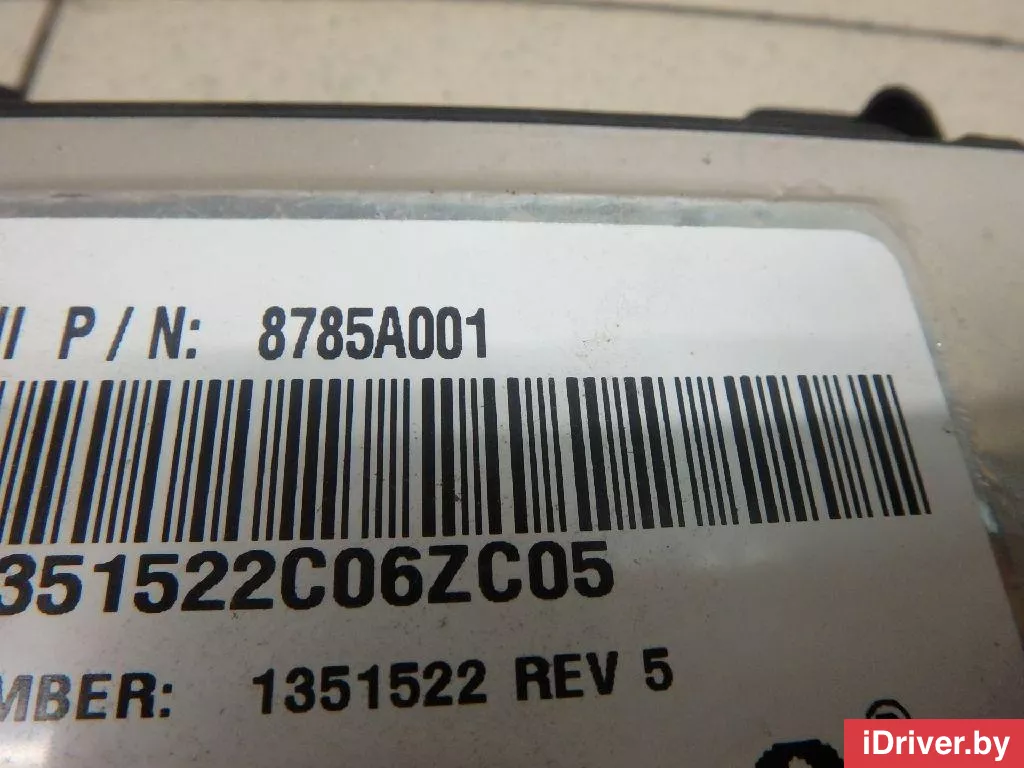 P/N: 8785A001
351522C06ZC05
MBER: 1351522 REV 5
®
iDriver.by